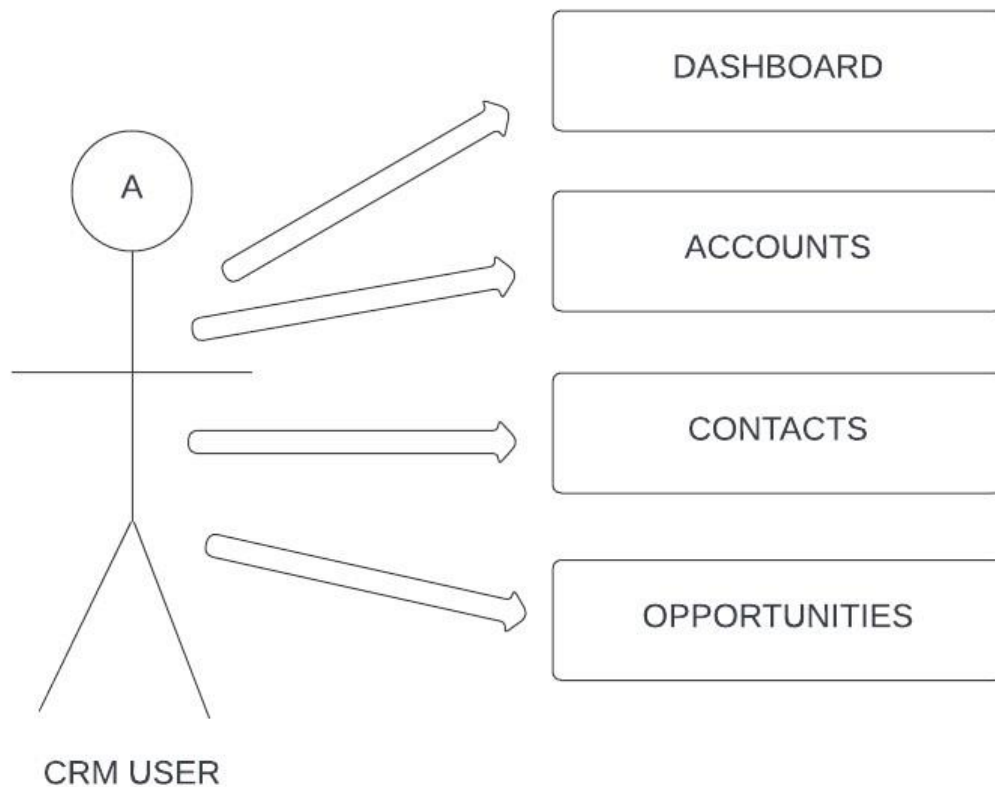 DASHBOARD
A
ACCOUNTS
CONTACTS
OPPORTUNITIES
CRM USER